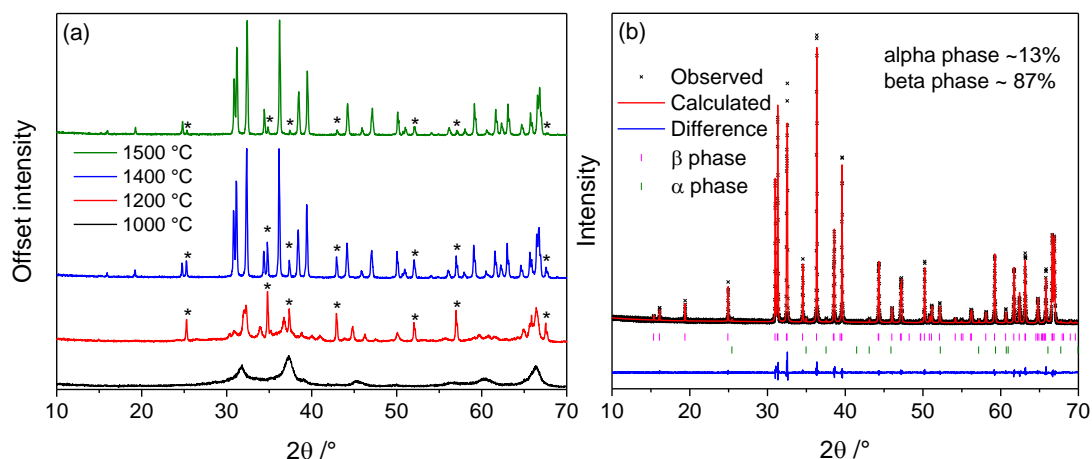 (a)
* * * * * * *
1500 °C
1400 °C
1200 °C
1000 °C
* * * * * * *
* * * * * * *
Offset intensity
10 20 30 40 50 60 70
2θ /°
(b)
alpha phase ~13%
beta phase ~ 87%
Observed
Calculated
Difference
β phase
α phase
Intensity
10 20 30 40 50 60 70
2θ /°